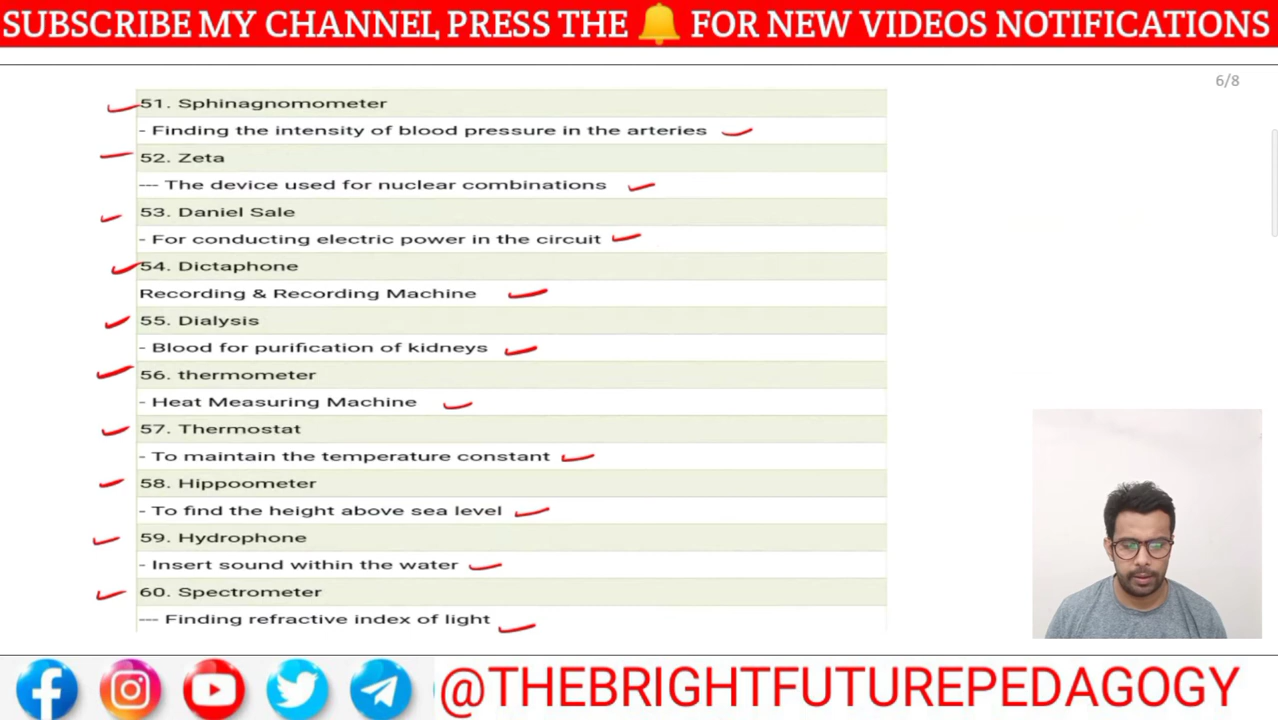 SUBSCRIBE MY CHANNEL PRESS THE 🔔 FOR NEW VIDEOS NOTIFICATIONS
6/8
51. Sphinagnomometer
- Finding the intensity of blood pressure in the arteries
52. Zeta
--- The device used for nuclear combinations
53. Daniel Sale
- For conducting electric power in the circuit
54. Dictaphone
Recording & Recording Machine
55. Dialysis
- Blood for purification of kidneys
56. thermometer
- Heat Measuring Machine
57. Thermostat
- To maintain the temperature constant
58. Hippoometer
- To find the height above sea level
59. Hydrophone
- Insert sound within the water
60. Spectrometer
--- Finding refractive index of light
@THEBRIGHTFUTUREPEDAGOGY